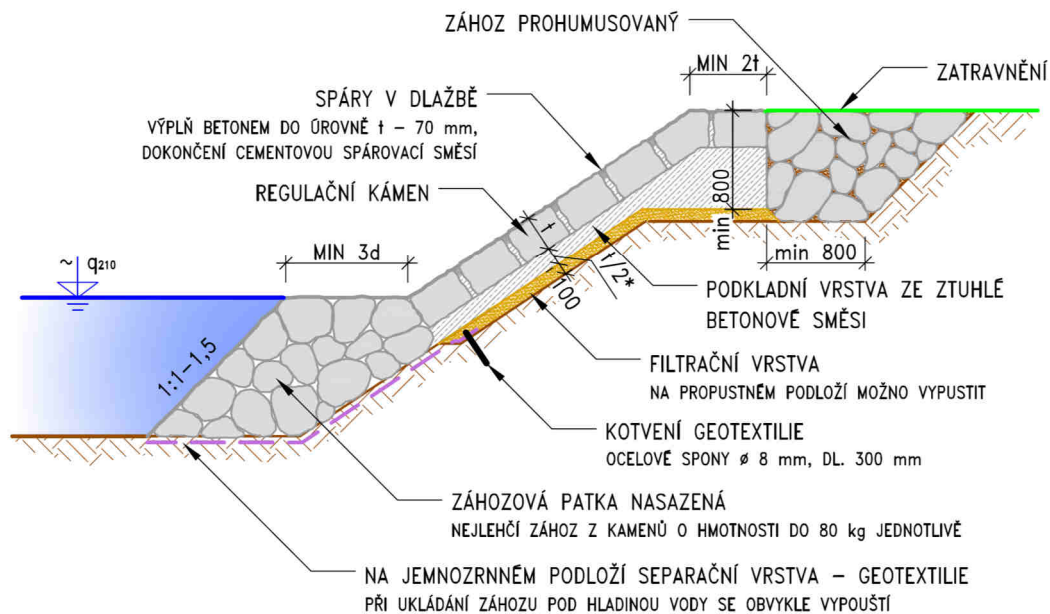 ZÁHOZ PROHUMUSOVANÝ
MIN 2t
ZATRAVNĚNÍ
SPÁRY V DLAŽBĚ
VÝPLŇ BETONEM DO ÚROVNĚ t – 70 mm,
DOKONČENÍ CEMENTOVOU SPÁROVACÍ SMĚSÍ
REGULAČNÍ KÁMEN
min 800
t
t/2*
100
min 800
~ q210
MIN 3d
1:1–1,5
PODKLADNÍ VRSTVA ZE ZTUHLÉ
BETONOVÉ SMĚSI
FILTRAČNÍ VRSTVA
NA PROPUSTNÉM PODLOŽÍ MOŽNO VYPUSTIT
KOTVENÍ GEOTEXTILIE
OCELOVÉ SPONY ø 8 mm, DL. 300 mm
ZÁHOZOVÁ PATKA NASAZENÁ
NEJLEHČÍ ZÁHOZ Z KAMENŮ O HMOTNOSTI DO 80 kg JEDNOTLIVĚ
NA JEMNOZRNNÉM PODLOŽÍ SEPARAČNÍ VRSTVA – GEOTEXTILIE
PŘI UKLÁDÁNÍ ZÁHOZU POD HLADINOU VODY SE OBVYKLE VYPOUŠTÍ